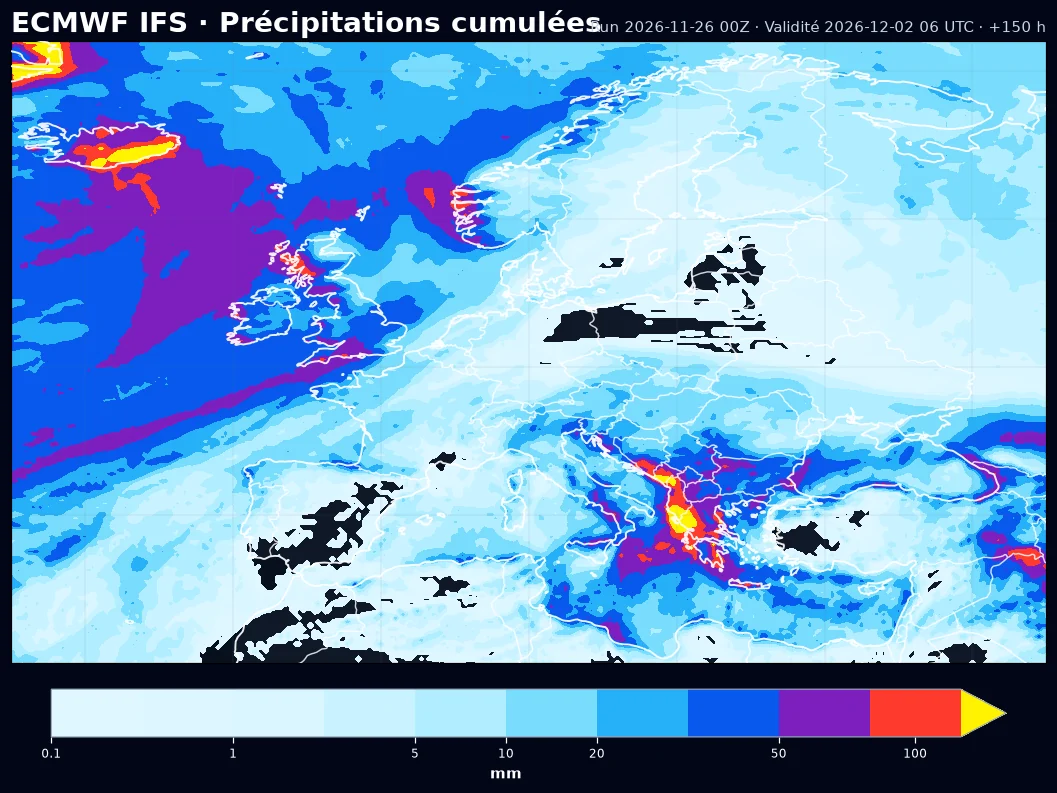 ECMWF IFS · Précipitations cumulées
Run 2026-11-26 00Z · Validité 2026-12-02 06 UTC · +150 h
0.1 1 5 10 20 50 100
mm